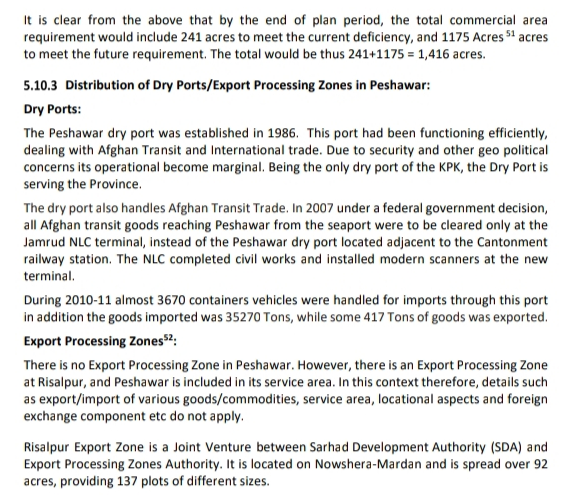 It is clear from the above that by the end of plan period, the total commercial area
requirement would include 241 acres to meet the current deficiency, and 1175 Acres 51 acres
to meet the future requirement. The total would be thus 241+1175 = 1,416 acres.
5.10.3 Distribution of Dry Ports/Export Processing Zones in Peshawar:
Dry Ports:
The Peshawar dry port was established in 1986. This port had been functioning efficiently,
dealing with Afghan Transit and International trade. Due to security and other geo political
concerns its operational become marginal. Being the only dry port of the KPK, the Dry Port is
serving the Province.
The dry port also handles Afghan Transit Trade. In 2007 under a federal government decision,
all Afghan transit goods reaching Peshawar from the seaport were to be cleared only at the
Jamrud NLC terminal, instead of the Peshawar dry port located adjacent to the Cantonment
railway station. The NLC completed civil works and installed modern scanners at the new
terminal.
During 2010-11 almost 3670 containers vehicles were handled for imports through this port
in addition the goods imported was 35270 Tons, while some 417 Tons of goods was exported.
Export Processing Zones52:
There is no Export Processing Zone in Peshawar. However, there is an Export Processing Zone
at Risalpur, and Peshawar is included in its service area. In this context therefore, details such
as export/import of various goods/commodities, service area, locational aspects and foreign
exchange component etc do not apply.
Risalpur Export Zone is a Joint Venture between Sarhad Development Authority (SDA) and
Export Processing Zones Authority. It is located on Nowshera-Mardan and is spread over 92
acres, providing 137 plots of different sizes.